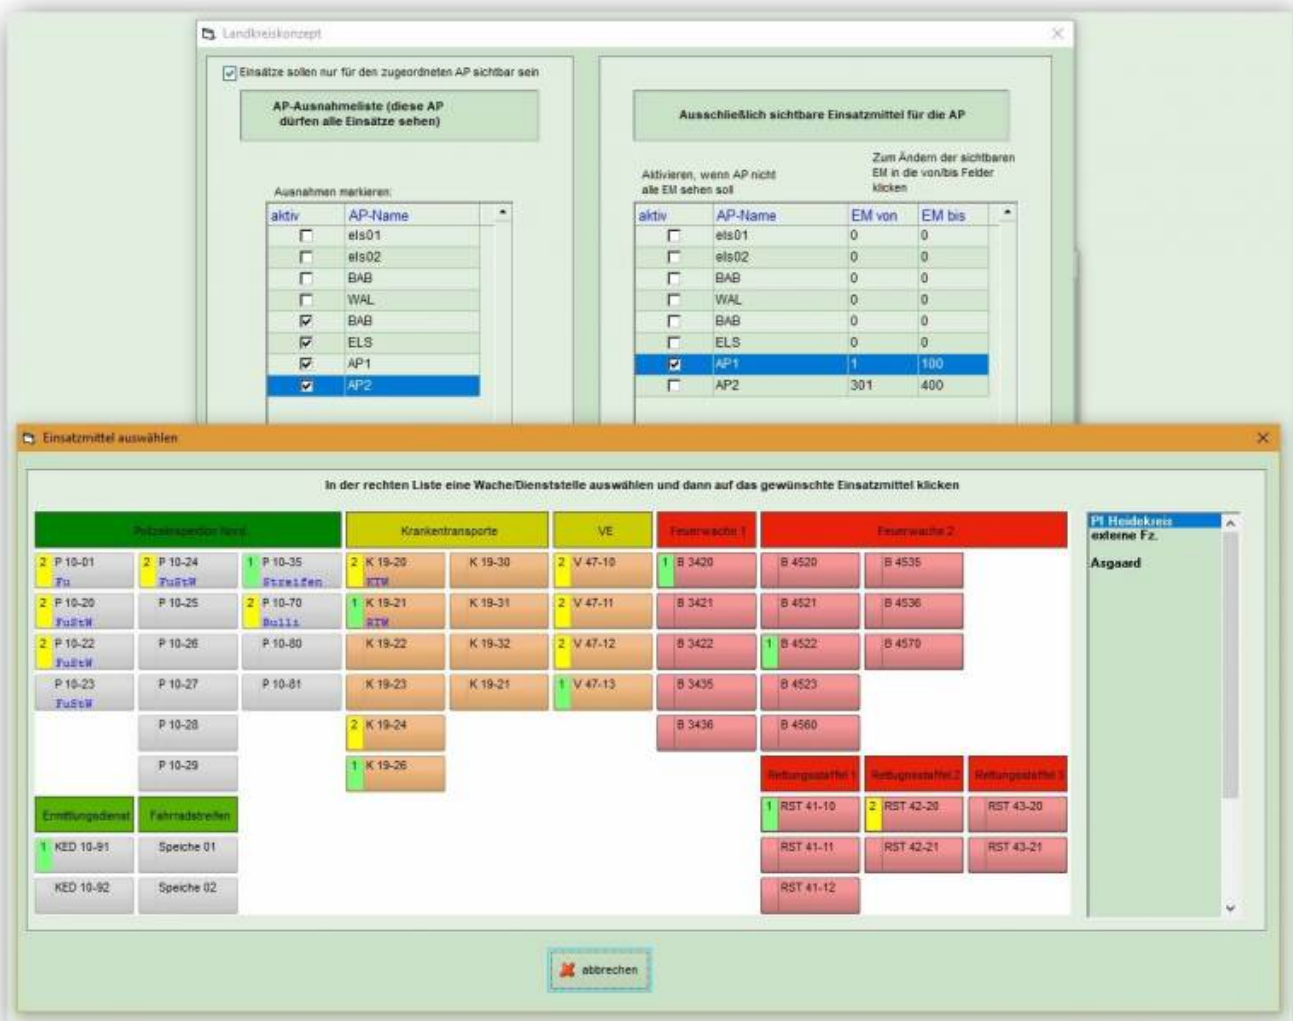 Landkreiskonzept
Einsätze sollen nur für den zugeordneten AP sichtbar sein
AP-Ausnahmeliste (diese AP
dürfen alle Einsätze sehen)
Ausnahmen markieren:
aktiv AP-Name
els01
els02
BAB
WAL
BAB
ELS
AP1
AP2
Ausschließlich sichtbare Einsatzmittel für die AP
Aktivieren, wenn AP nicht
alle EM sehen soll
Zum Ändern der sichtbaren
EM in die von/bis Felder
klicken
aktiv AP-Name EM von EM bis
els01 0 0
els02 0 0
BAB 0 0
WAL 0 0
BAB 0 0
ELS 0 0
AP1 1 100
AP2 301 400
Einsatzmittel auswählen
In der rechten Liste eine Wache/Dienststelle auswählen und dann auf das gewünschte Einsatzmittel klicken
Polizeiinspektion Nord Krankentransporte VE Feuerwache 1 Feuerwache 2
2 P 10-01 2 P 10-24 1 P 10-35 2 K 19-20 K 19-30 2 V 47-10 1 B 3420 B 4520 B 4535
Fu FuStW Streifen KTW
2 P 10-20 P 10-25 2 P 10-70 1 K 19-21 K 19-31 2 V 47-11 B 3421 B 4521 B 4536
FuStW Bulli RTW
2 P 10-22 P 10-26 P 10-80 K 19-22 K 19-32 2 V 47-12 B 3422 1 B 4522 B 4570
FuStW
P 10-23 P 10-27 P 10-81 K 19-23 K 19-21 1 V 47-13 B 3435 B 4523
FuStW
P 10-28 2 K 19-24 B 3436 B 4560
P 10-29 1 K 19-26 Rettungsstaffel 1 Rettugnsstaffel 2 Rettungsstaffel 3
Ermittlungsdienst Fahrradstreifen 1 RST 41-10 2 RST 42-20 RST 43-20
1 KED 10-91 Speiche 01 RST 41-11 RST 42-21 RST 43-21
KED 10-92 Speiche 02 RST 41-12
PI Heidekreis
externe Fz.
Asgaard
abbrechen